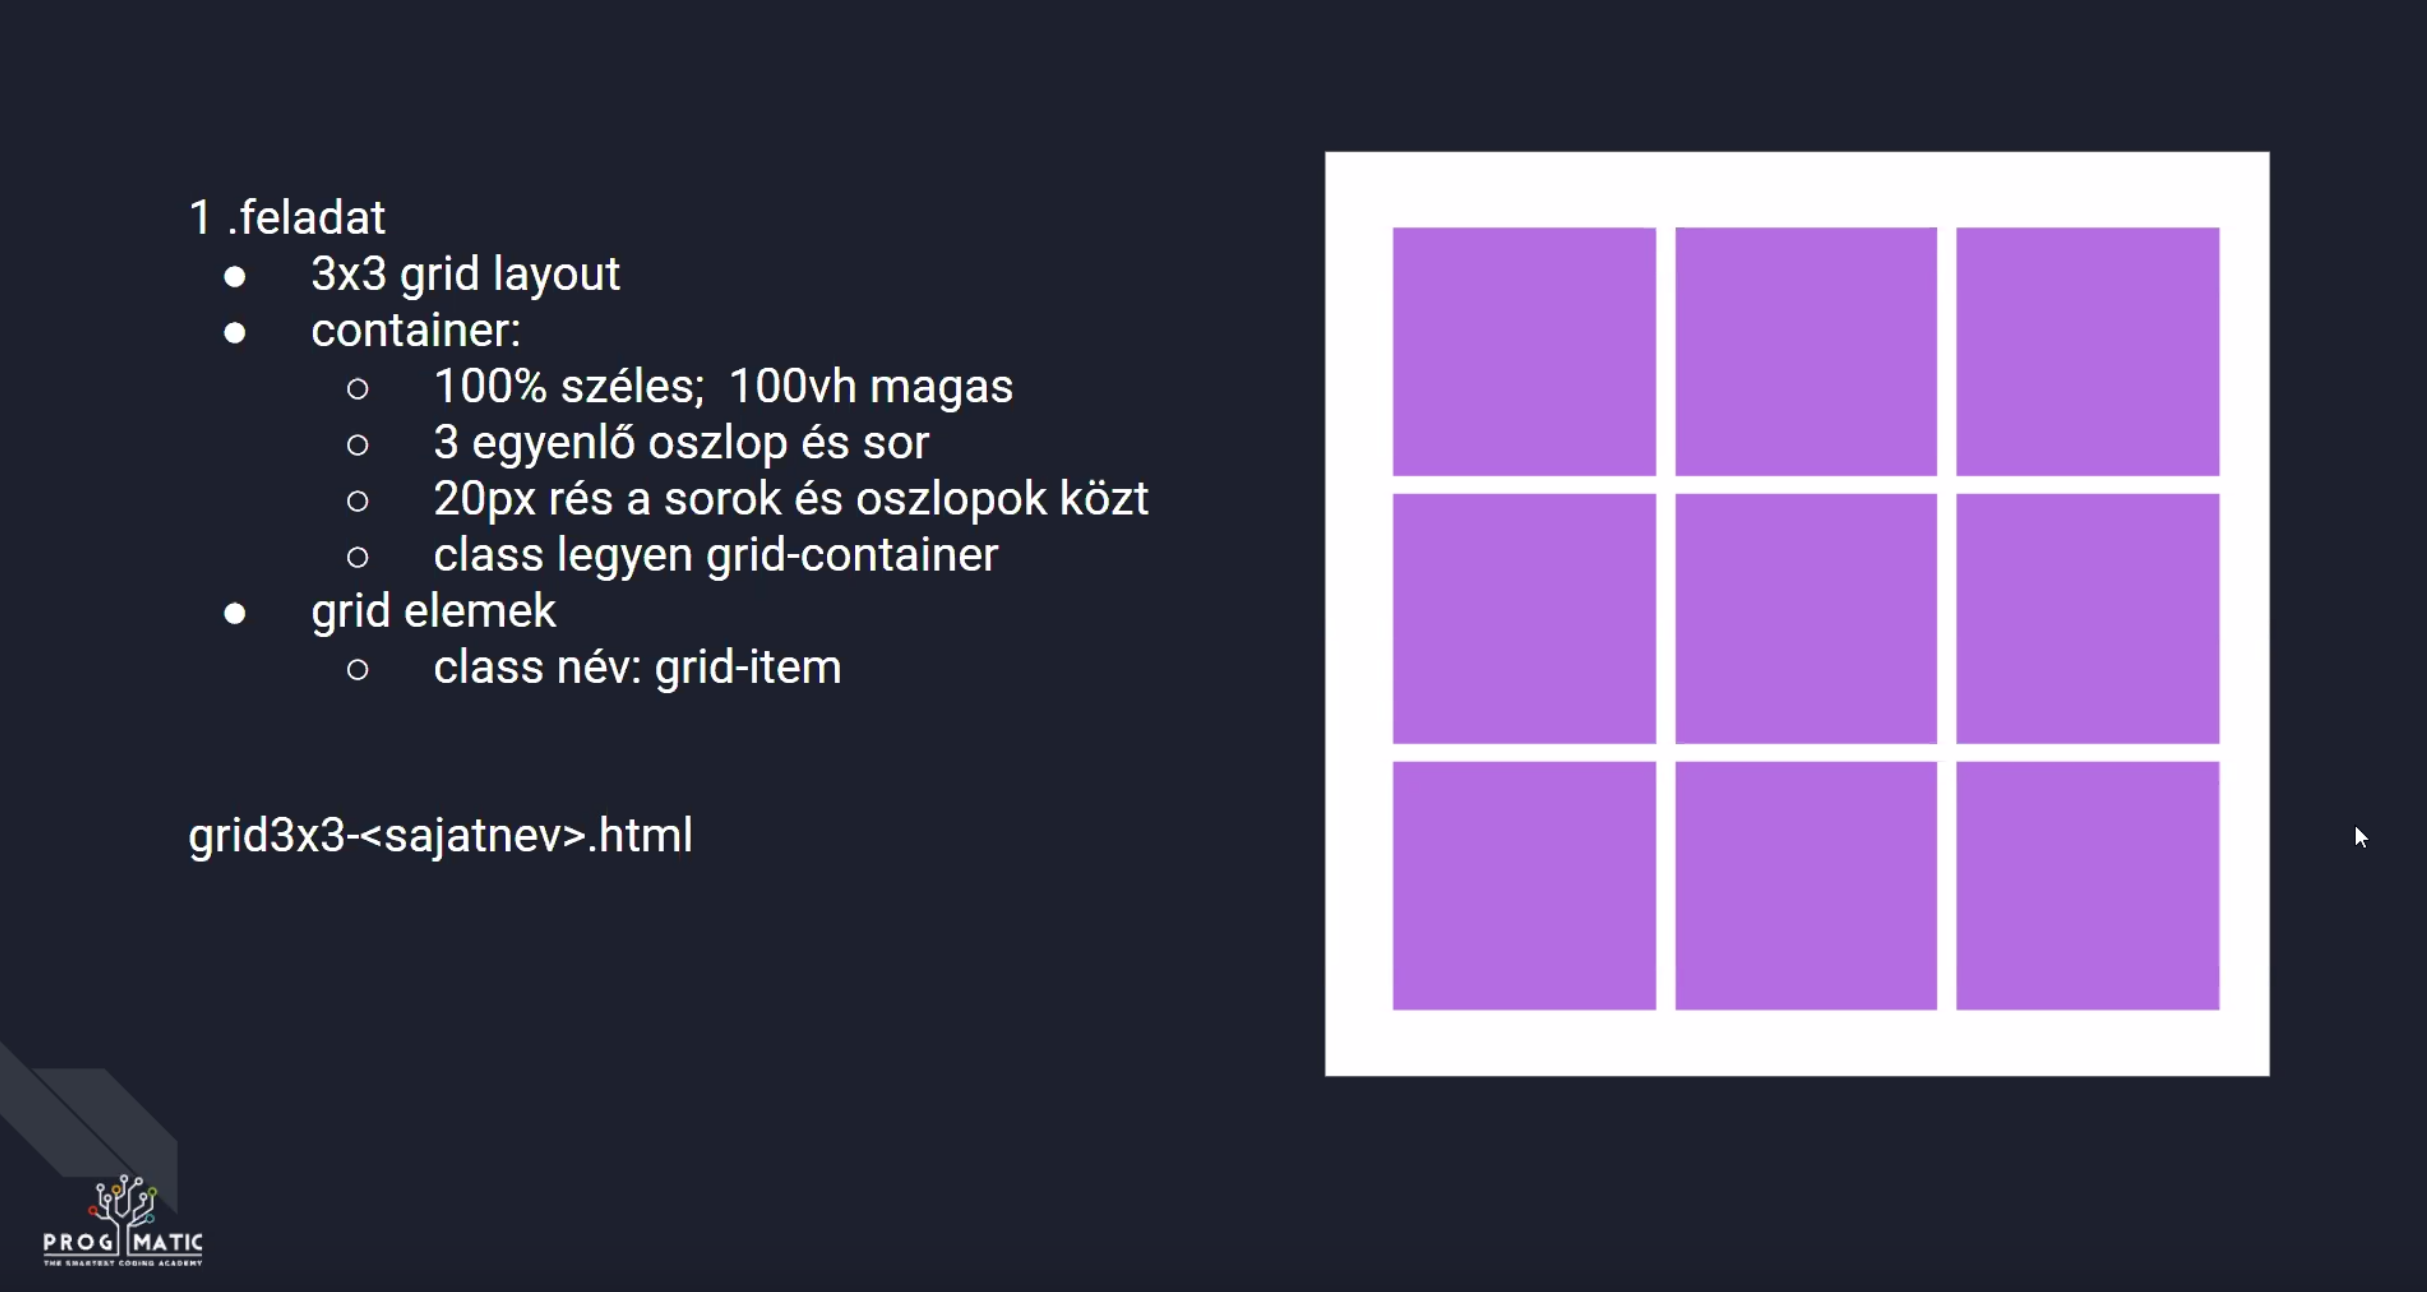 1 .feladat
● 3x3 grid layout
● container:
○ 100% széles;  100vh magas
○ 3 egyenlő oszlop és sor
○ 20px rés a sorok és oszlopok közt
○ class legyen grid-container
● grid elemek
○ class név: grid-item
grid3x3-<sajatnev>.html
PROG MATIC
THE SMARTEST CODING ACADEMY